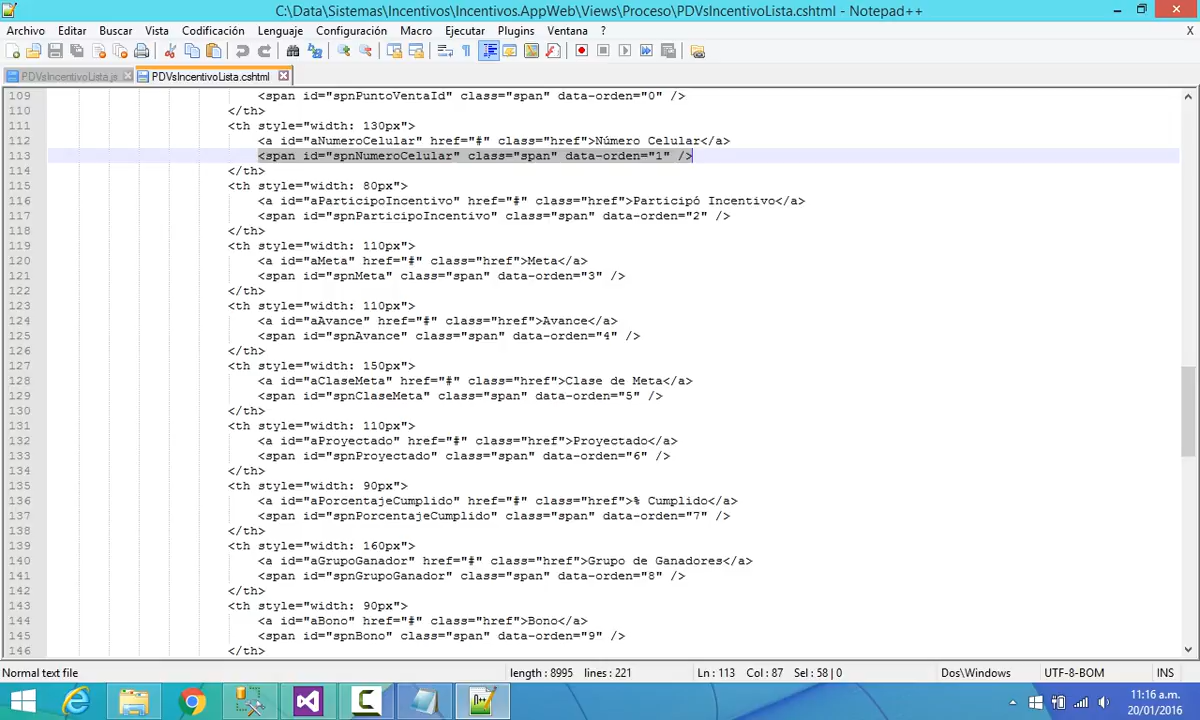 C:\Data\Sistemas\Incentivos\Incentivos.AppWeb\Views\Proceso\PDVsIncentivoLista.cshtml - Notepad++
Archivo Editar Buscar Vista Codificación Lenguaje Configuración Macro Ejecutar Plugins Ventana ? X
PDVsIncentivoLista.js PDVsIncentivoLista.cshtml
109 <span id="spnPuntoVentaId" class="span" data-orden="0" />
110 </th>
111 <th style="width: 130px">
112 <a id="aNumeroCelular" href="#" class="href">Número Celular</a>
113 <span id="spnNumeroCelular" class="span" data-orden="1" />
114 </th>
115 <th style="width: 80px">
116 <a id="aParticipoIncentivo" href="#" class="href">Participó Incentivo</a>
117 <span id="spnParticipoIncentivo" class="span" data-orden="2" />
118 </th>
119 <th style="width: 110px">
120 <a id="aMeta" href="#" class="href">Meta</a>
121 <span id="spnMeta" class="span" data-orden="3" />
122 </th>
123 <th style="width: 110px">
124 <a id="aAvance" href="#" class="href">Avance</a>
125 <span id="spnAvance" class="span" data-orden="4" />
126 </th>
127 <th style="width: 150px">
128 <a id="aClaseMeta" href="#" class="href">Clase de Meta</a>
129 <span id="spnClaseMeta" class="span" data-orden="5" />
130 </th>
131 <th style="width: 110px">
132 <a id="aProyectado" href="#" class="href">Proyectado</a>
133 <span id="spnProyectado" class="span" data-orden="6" />
134 </th>
135 <th style="width: 90px">
136 <a id="aPorcentajeCumplido" href="#" class="href">% Cumplido</a>
137 <span id="spnPorcentajeCumplido" class="span" data-orden="7" />
138 </th>
139 <th style="width: 160px">
140 <a id="aGrupoGanador" href="#" class="href">Grupo de Ganadores</a>
141 <span id="spnGrupoGanador" class="span" data-orden="8" />
142 </th>
143 <th style="width: 90px">
144 <a id="aBono" href="#" class="href">Bono</a>
145 <span id="spnBono" class="span" data-orden="9" />
146 </th>
Normal text file length : 8995 lines : 221 Ln : 113 Col : 87 Sel : 58 | 0 Dos\Windows UTF-8-BOM INS
11:16 a.m.
20/01/2016